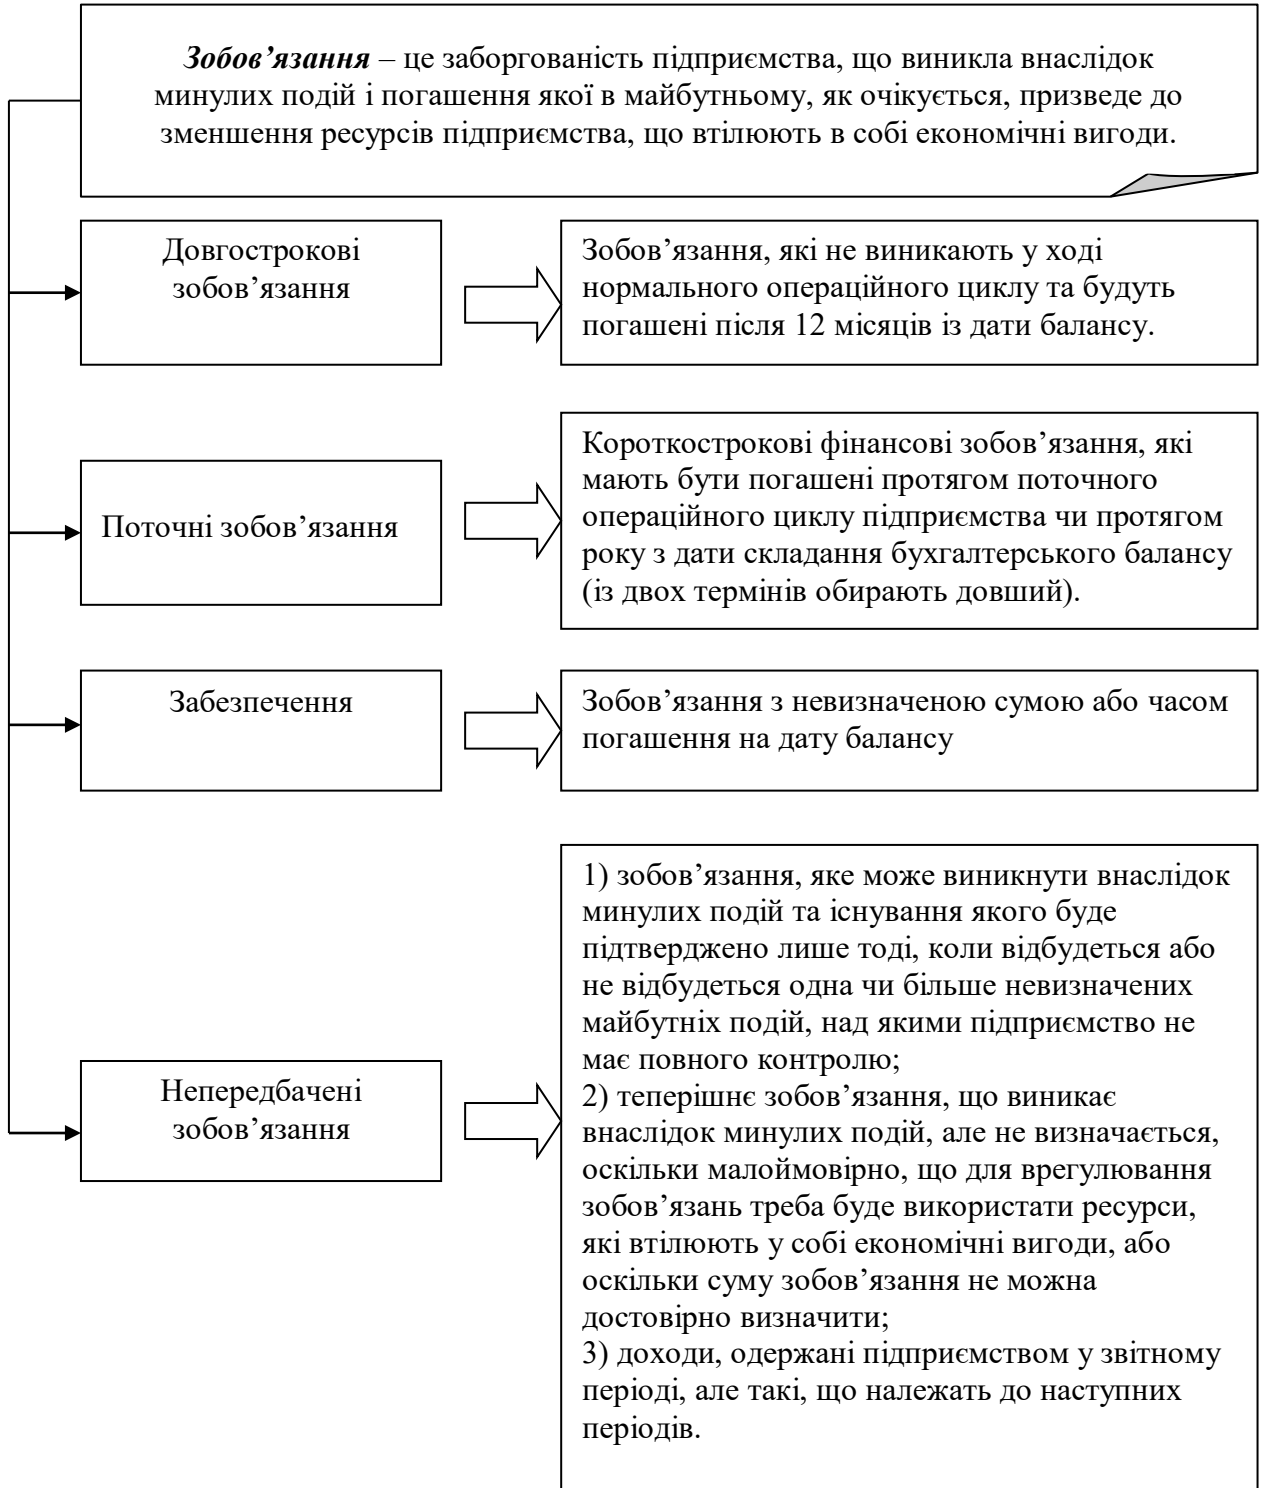 Зобов’язання – це заборгованість підприємства, що виникла внаслідок
минулих подій і погашення якої в майбутньому, як очікується, призведе до
зменшення ресурсів підприємства, що втілюють в собі економічні вигоди.
Довгострокові
зобов’язання
Зобов’язання, які не виникають у ході
нормального операційного циклу та будуть
погашені після 12 місяців із дати балансу.
Поточні зобов’язання
Короткострокові фінансові зобов’язання, які
мають бути погашені протягом поточного
операційного циклу підприємства чи протягом
року з дати складання бухгалтерського балансу
(із двох термінів обирають довший).
Забезпечення
Зобов’язання з невизначеною сумою або часом
погашення на дату балансу
Непередбачені
зобов’язання
1) зобов’язання, яке може виникнути внаслідок
минулих подій та існування якого буде
підтверджено лише тоді, коли відбудеться або
не відбудеться одна чи більше невизначених
майбутніх подій, над якими підприємство не
має повного контролю;
2) теперішнє зобов’язання, що виникає
внаслідок минулих подій, але не визначається,
оскільки малоймовірно, що для врегулювання
зобов’язань треба буде використати ресурси,
які втілюють у собі економічні вигоди, або
оскільки суму зобов’язання не можна
достовірно визначити;
3) доходи, одержані підприємством у звітному
періоді, але такі, що належать до наступних
періодів.